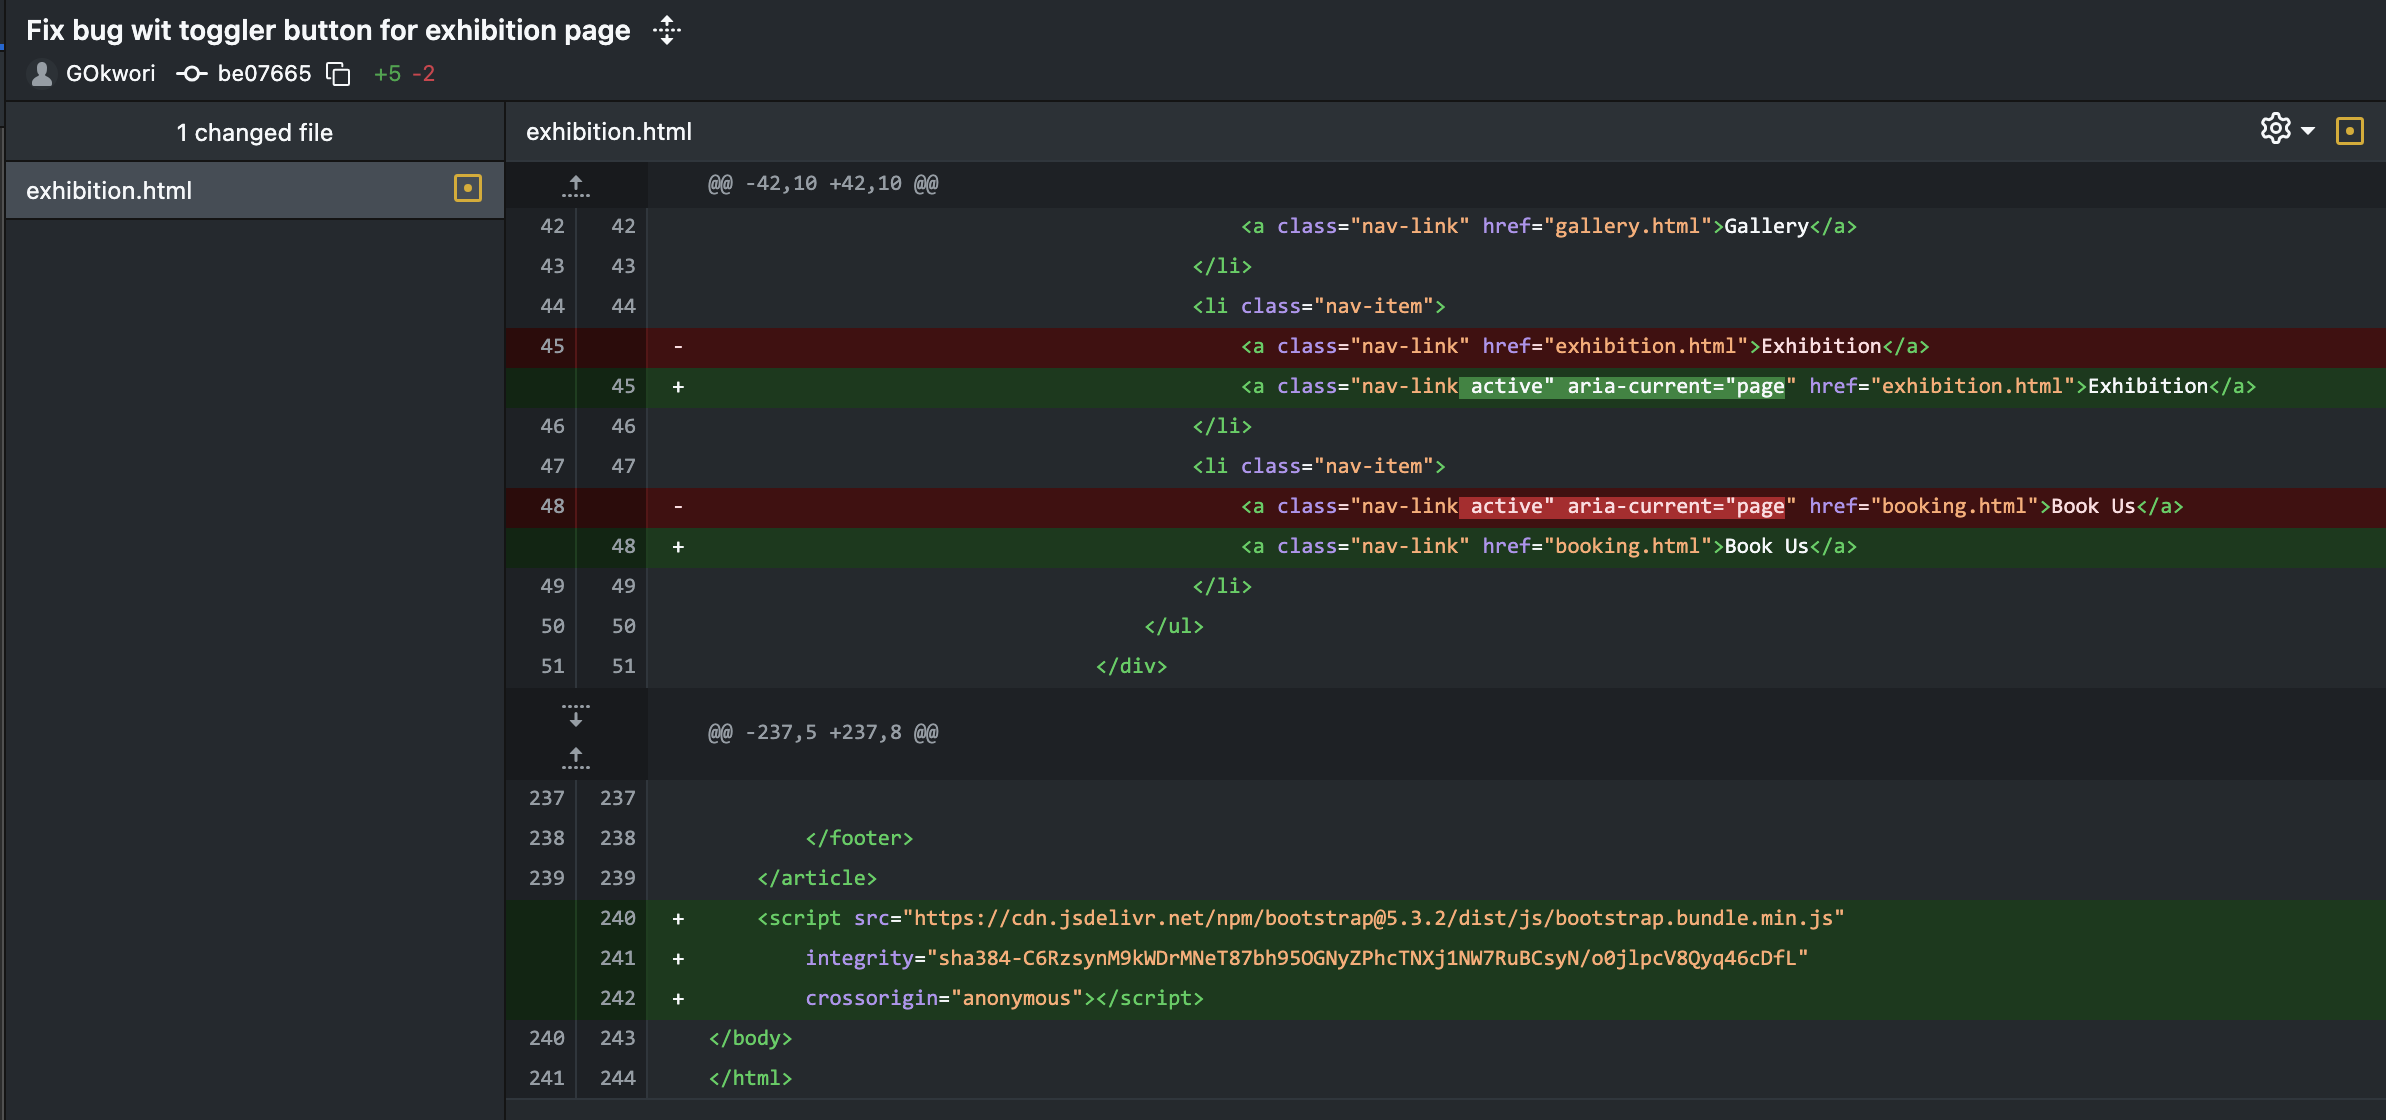 Fix bug wit toggler button for exhibition page
GOkwori be07665 +5 -2
1 changed file
exhibition.html
exhibition.html
@@ -42,10 +42,10 @@
42 42 <a class="nav-link" href="gallery.html">Gallery</a>
43 43 </li>
44 44 <li class="nav-item">
45 - <a class="nav-link" href="exhibition.html">Exhibition</a>
45 + <a class="nav-link active" aria-current="page" href="exhibition.html">Exhibition</a>
46 46 </li>
47 47 <li class="nav-item">
48 - <a class="nav-link active" aria-current="page" href="booking.html">Book Us</a>
48 + <a class="nav-link" href="booking.html">Book Us</a>
49 49 </li>
50 50 </ul>
51 51 </div>
@@ -237,5 +237,8 @@
237 237
238 238 </footer>
239 239 </article>
240 + <script src="https://cdn.jsdelivr.net/npm/bootstrap@5.3.2/dist/js/bootstrap.bundle.min.js"
241 + integrity="sha384-C6RzsynM9kWDrMNeT87bh95OGNyZPhcTNXj1NW7RuBCsyN/o0jlpcV8Qyq46cDfL"
242 + crossorigin="anonymous"></script>
240 243 </body>
241 244 </html>